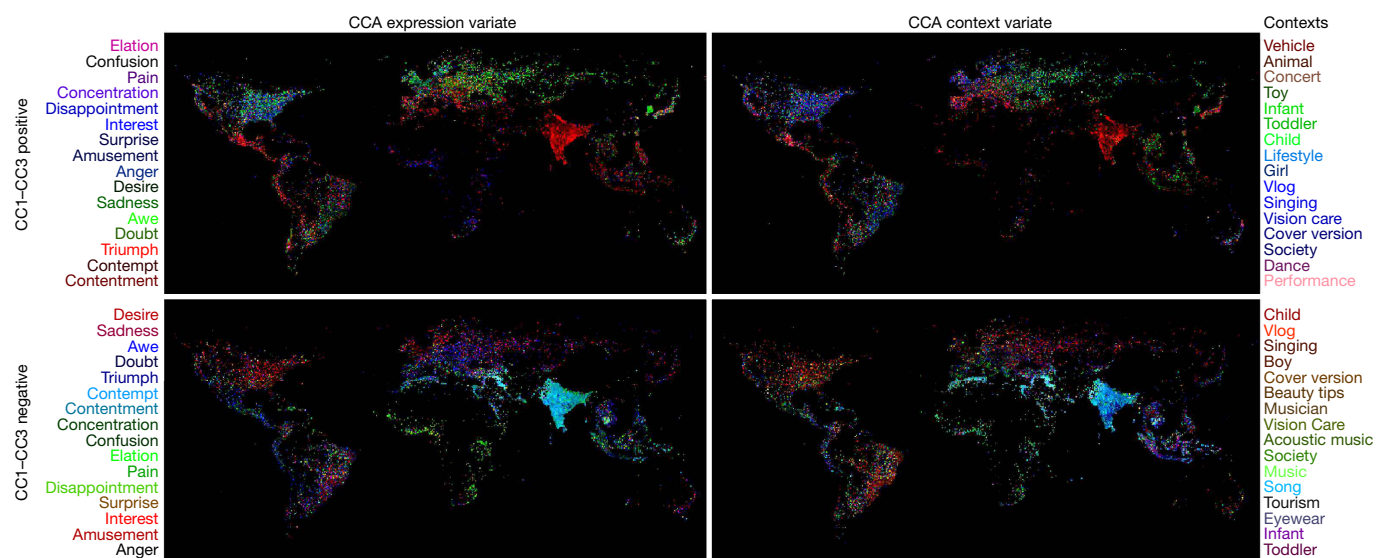 CCA expression variate
CCA context variate
Contexts
CC1–CC3 positive
Elation
Confusion
Pain
Concentration
Disappointment
Interest
Surprise
Amusement
Anger
Desire
Sadness
Awe
Doubt
Triumph
Contempt
Contentment
Vehicle
Animal
Concert
Toy
Infant
Toddler
Child
Lifestyle
Girl
Vlog
Singing
Vision care
Cover version
Society
Dance
Performance
CC1–CC3 negative
Desire
Sadness
Awe
Doubt
Triumph
Contempt
Contentment
Concentration
Confusion
Elation
Pain
Disappointment
Surprise
Interest
Amusement
Anger
Child
Vlog
Singing
Boy
Cover version
Beauty tips
Musician
Vision Care
Acoustic music
Society
Music
Song
Tourism
Eyewear
Infant
Toddler